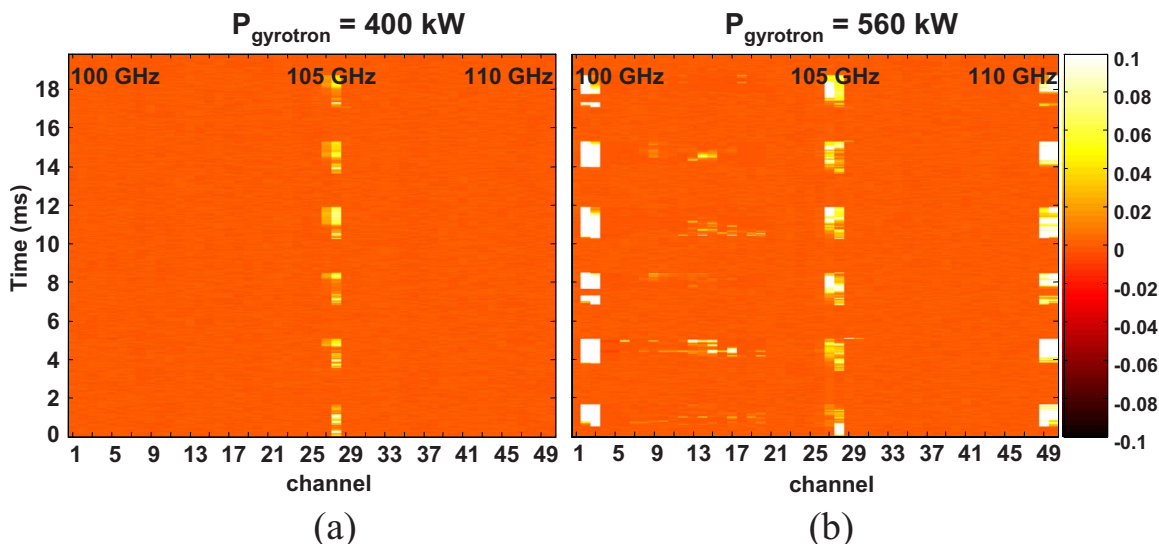 P_gyrotron = 400 kW
P_gyrotron = 560 kW
100 GHz 105 GHz 110 GHz
100 GHz 105 GHz 110 GHz
Time (ms)
18
16
14
12
10
8
6
4
2
0
1 5 9 13 17 21 25 29 33 37 41 45 49
1 5 9 13 17 21 25 29 33 37 41 45 49
channel
channel
0.1
0.08
0.06
0.04
0.02
0
-0.02
-0.04
-0.06
-0.08
-0.1
(a)
(b)